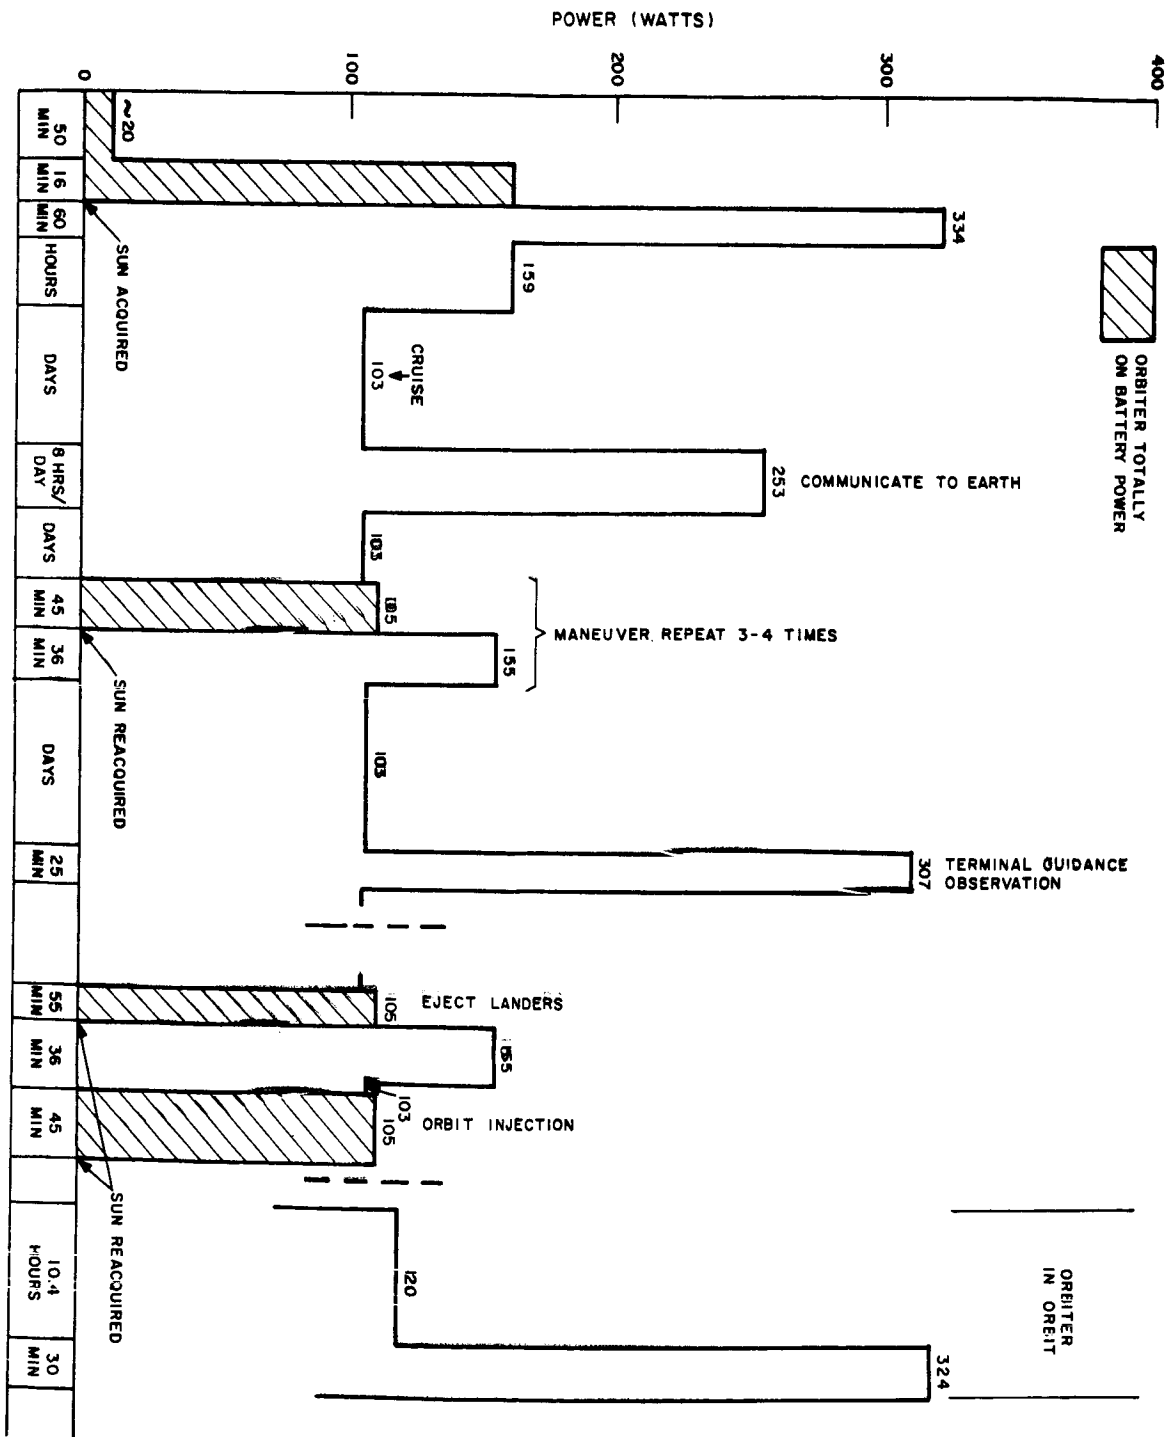 POWER (WATTS)
400
300
200
100
0
ORBITER TOTALLY
ON BATTERY POWER
~20
334
159
CRUISE
103
253
COMMUNICATE TO EARTH
103
155
MANEUVER, REPEAT 3-4 TIMES
103
307
TERMINAL GUIDANCE
OBSERVATION
105
EJECT LANDERS
155
103
105
ORBIT INJECTION
120
324
ORBITER
IN ORBIT
SUN ACQUIRED
SUN REACQUIRED
SUN REACQUIRED
50
MIN
16
MIN
60
MIN
HOURS
DAYS
8 HRS/
DAY
DAYS
45
MIN
36
MIN
DAYS
25
MIN
55
MIN
36
MIN
45
MIN
10.4
HOURS
30
MIN